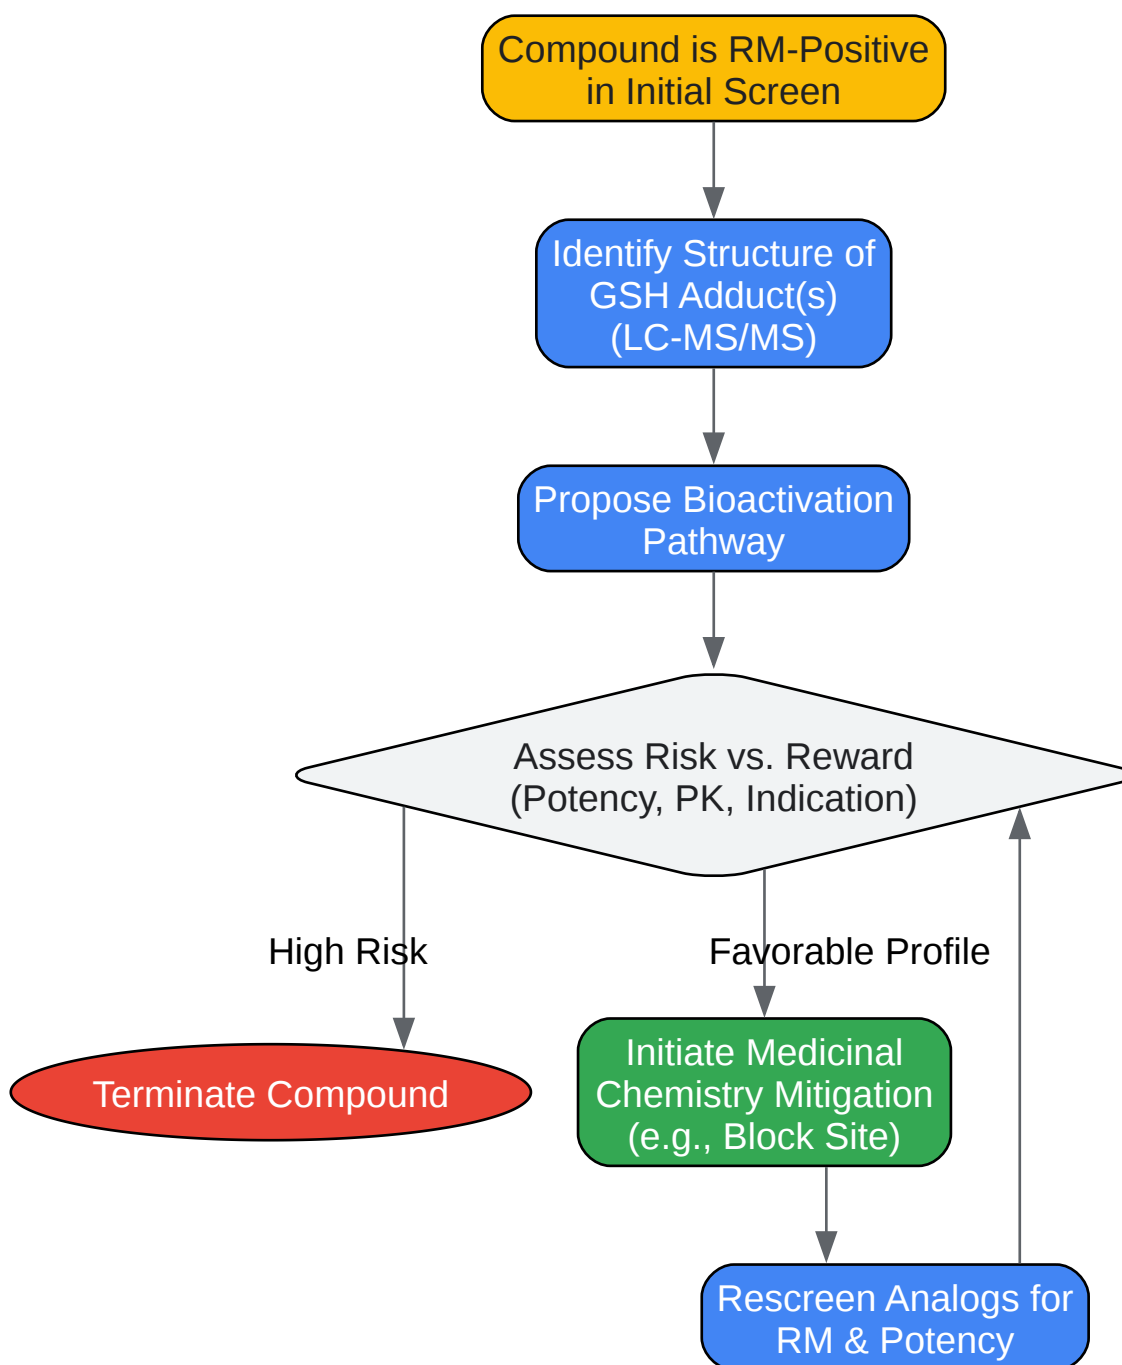 Compound is RM-Positive
in Initial Screen
Identify Structure of
GSH Adduct(s)
(LC-MS/MS)
Propose Bioactivation
Pathway
Assess Risk vs. Reward
(Potency, PK, Indication)
High Risk
Favorable Profile
Terminate Compound
Initiate Medicinal
Chemistry Mitigation
(e.g., Block Site)
Rescreen Analogs for
RM & Potency